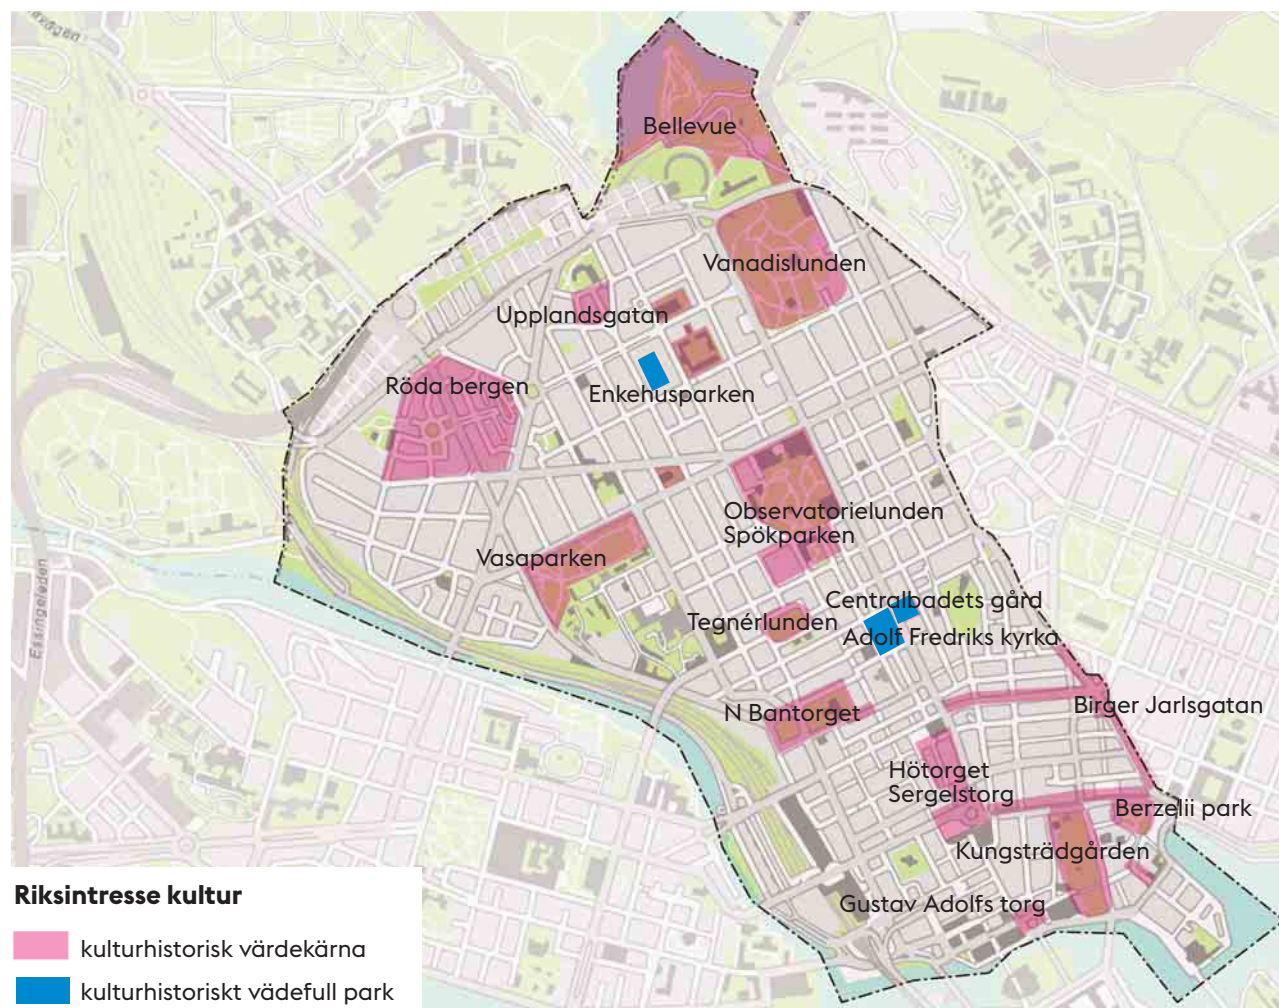 Bellevue
Vanadislunden
Upplandsgatan
Röda bergen
Enkehusparken
Observatorielunden
Spökparken
Vasaparken
Centralbadets gård
Tegnérlunden
Adolf Fredriks kyrka
Essingeleden
N Bantorget
Birger Jarlsgatan
Hötorget
Sergelstorg
Berzelii park
Kungsträdgården
Gustav Adolfs torg
Riksintresse kultur
kulturhistorisk värdekärna
kulturhistoriskt vädefull park